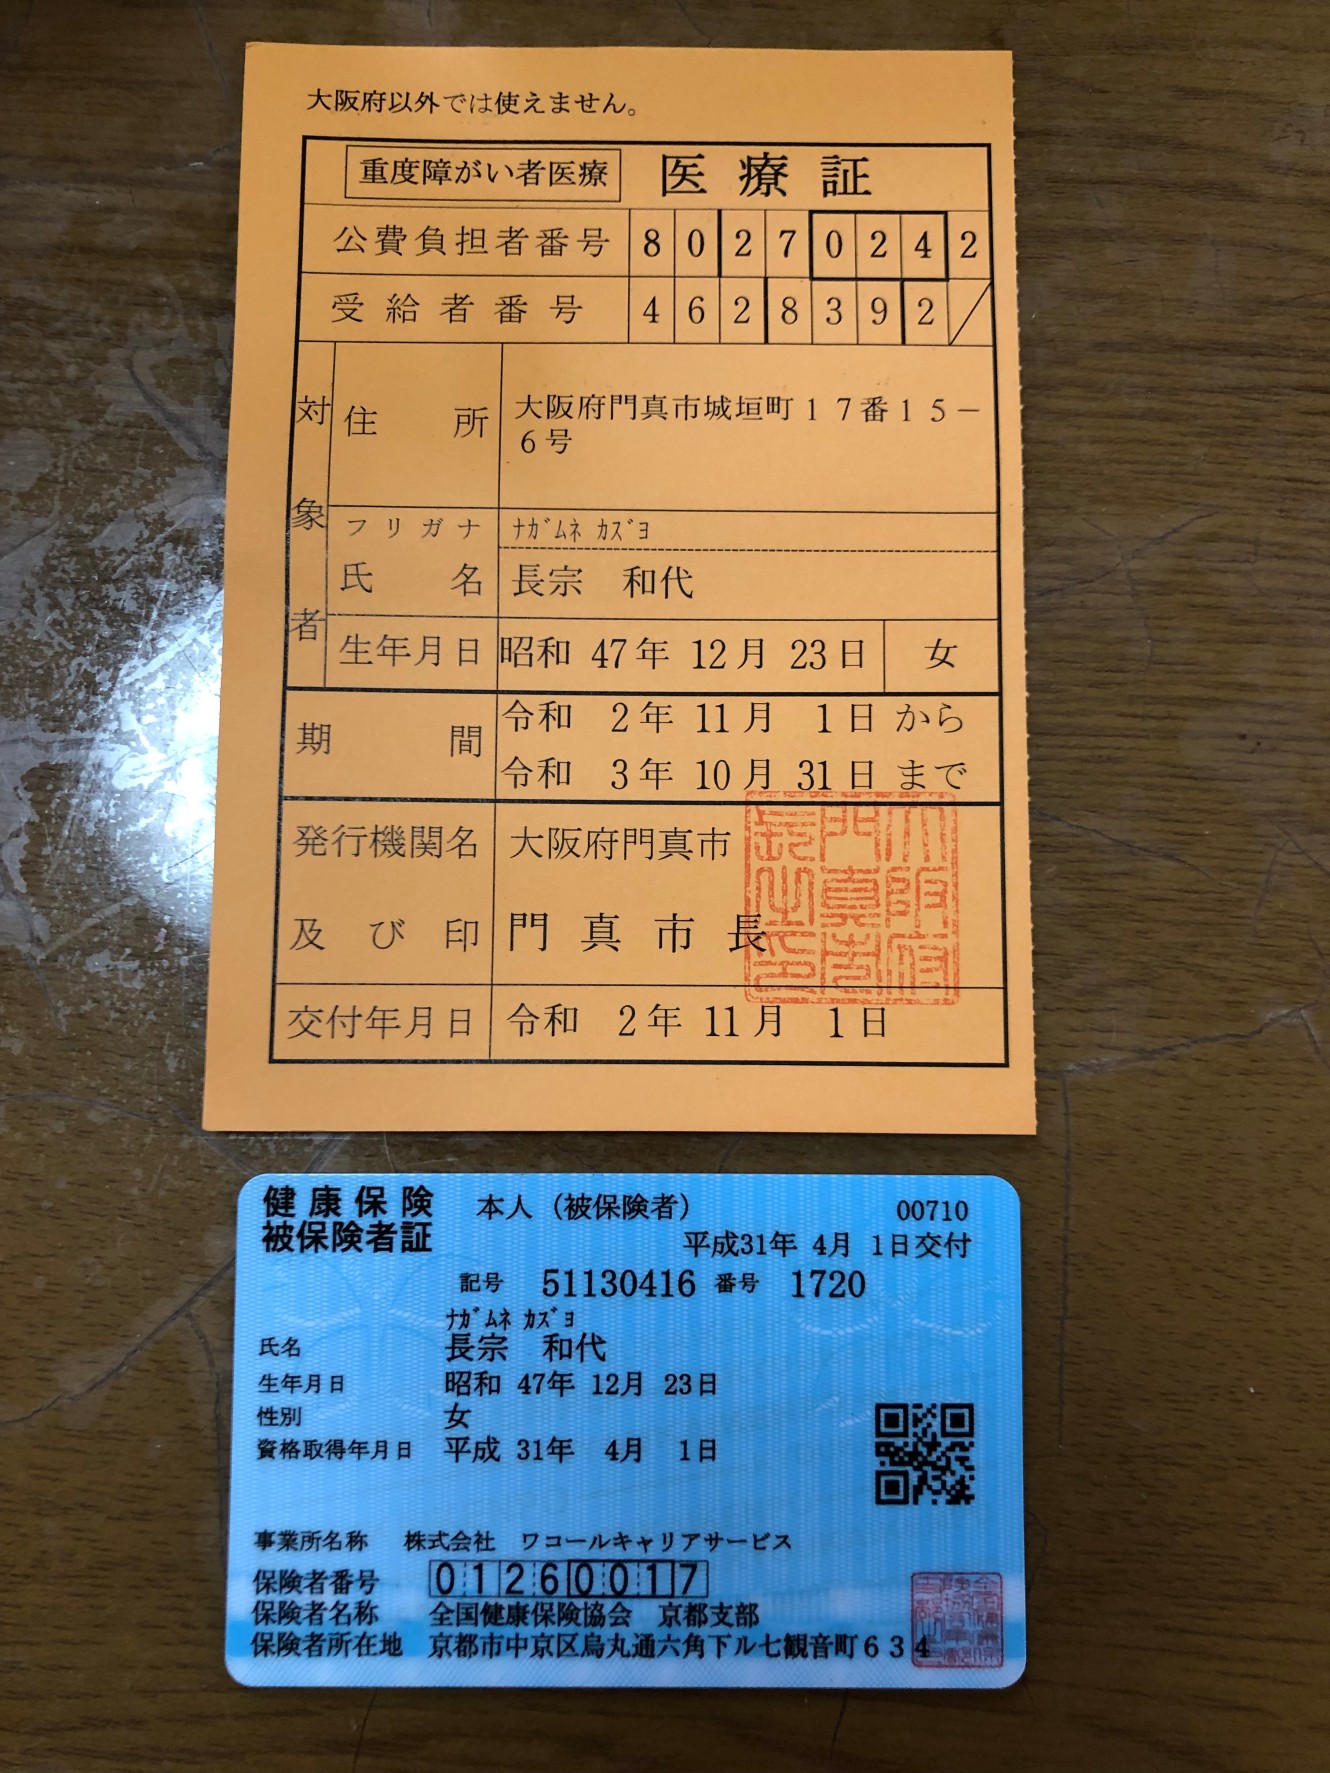 大阪府以外では使えません。
重度障がい者医療 医療証
公費負担者番号 80270242
受給者番号 4628392
対象者
住所 大阪府門真市城垣町17番15－
6号
フリガナ ナガムネ カズヨ
氏名 長宗 和代
生年月日 昭和 47年 12月 23日 女
期間 令和 2年 11月 1日 から
令和 3年 10月 31日 まで
発行機関名 大阪府門真市
及び印 門真市長
大阪府門真市長之印
交付年月日 令和 2年 11月 1日
健康保険 本人（被保険者） 00710
被保険者証 平成31年 4月 1日交付
記号 51130416 番号 1720
ナガムネ カズヨ
氏名 長宗 和代
生年月日 昭和 47年 12月 23日
性別 女
資格取得年月日 平成 31年 4月 1日
事業所名称 株式会社 ワコールキャリアサービス
保険者番号 01260017
保険者名称 全国健康保険協会 京都支部
保険者所在地 京都市中京区烏丸通六角下ル七観音町634